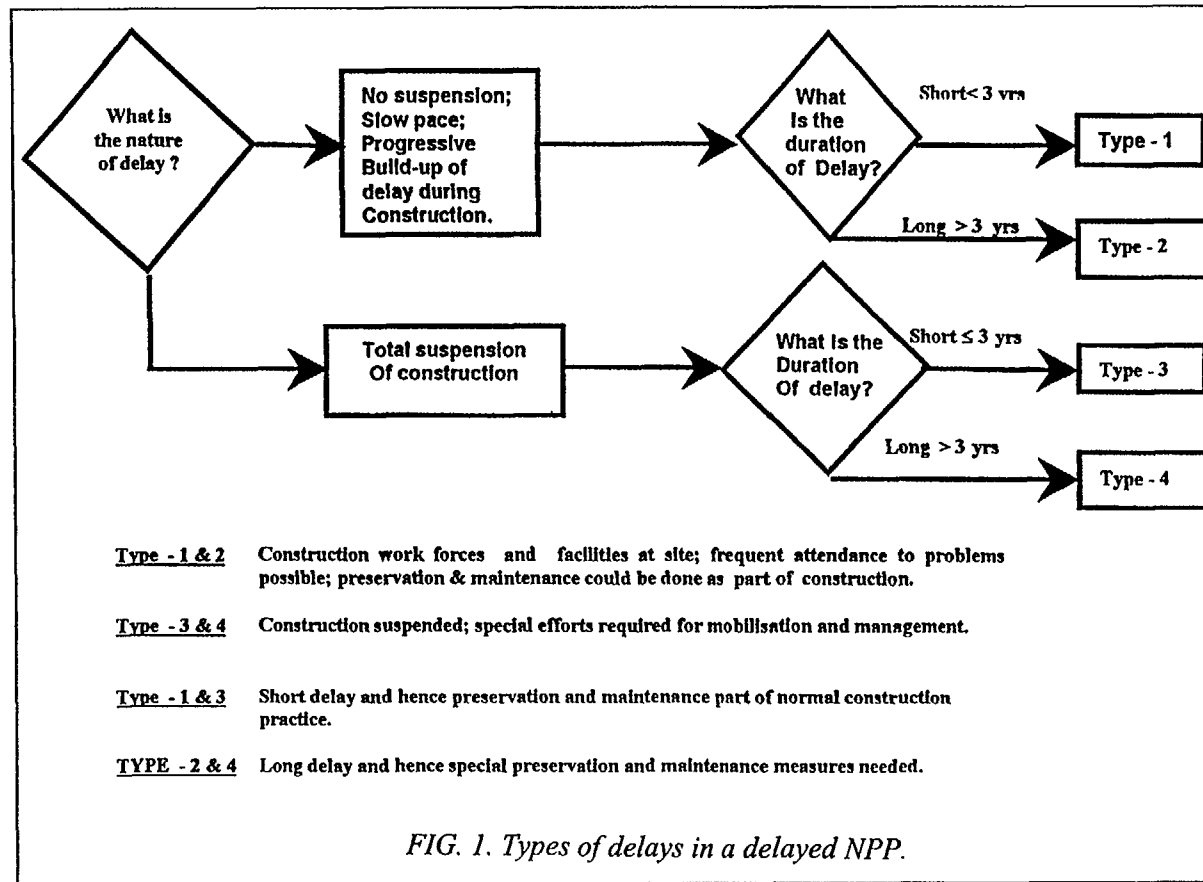 What is
the nature
of delay ?
No suspension;
Slow pace;
Progressive
Build-up of
delay during
Construction.
What
Is the
duration
of Delay?
Short< 3 yrs
Type - 1
Long > 3 yrs
Type - 2
Total suspension
Of construction
What Is the
Duration
Of delay?
Short ≤ 3 yrs
Type - 3
Long > 3 yrs
Type - 4
Type - 1 & 2 Construction work forces and facilities at site; frequent attendance to problems
possible; preservation & maintenance could be done as part of construction.
Type - 3 & 4 Construction suspended; special efforts required for mobilisation and management.
Type - 1 & 3 Short delay and hence preservation and maintenance part of normal construction
practice.
TYPE - 2 & 4 Long delay and hence special preservation and maintenance measures needed.
FIG. 1. Types of delays in a delayed NPP.